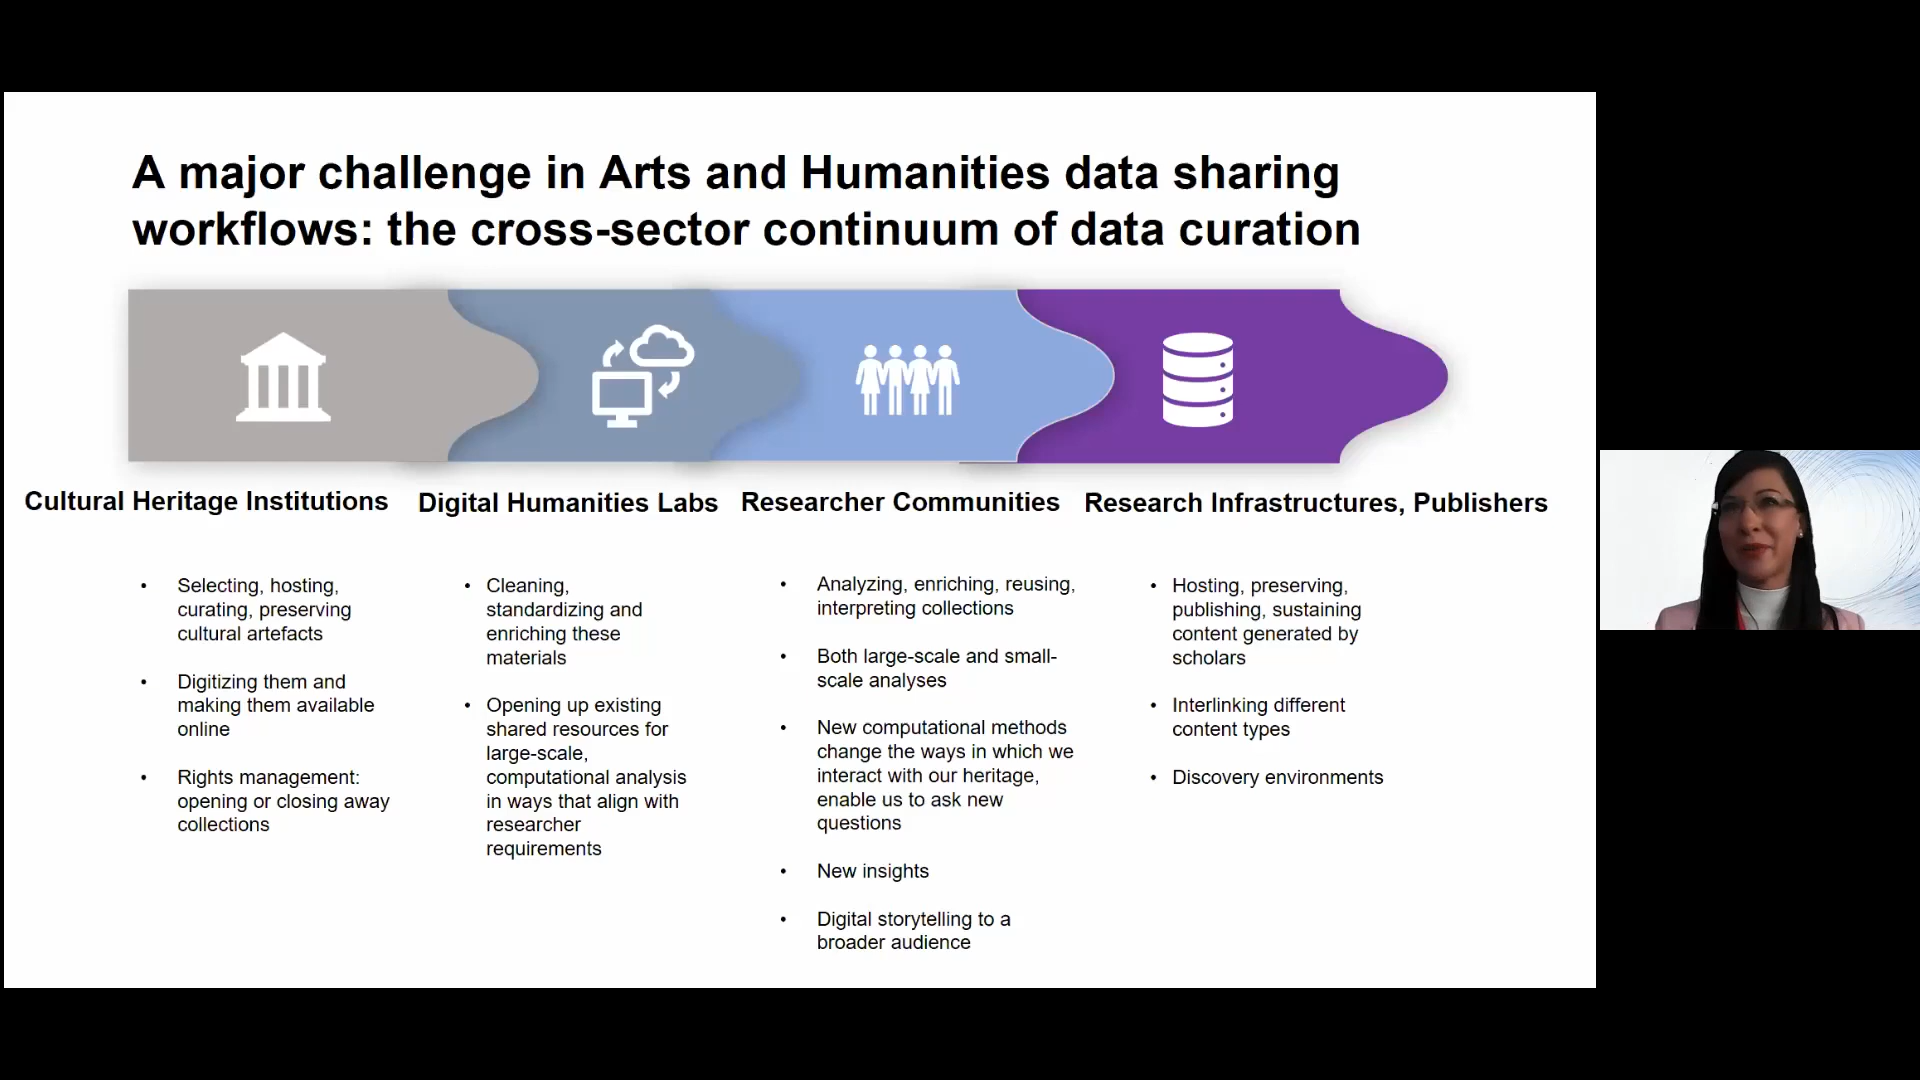 A major challenge in Arts and Humanities data sharing
workflows: the cross-sector continuum of data curation
Cultural Heritage Institutions
• Selecting, hosting,
curating, preserving
cultural artefacts
• Digitizing them and
making them available
online
• Rights management:
opening or closing away
collections
Digital Humanities Labs
• Cleaning,
standardizing and
enriching these
materials
• Opening up existing
shared resources for
large-scale,
computational analysis
in ways that align with
researcher
requirements
Researcher Communities
• Analyzing, enriching, reusing,
interpreting collections
• Both large-scale and small-
scale analyses
• New computational methods
change the ways in which we
interact with our heritage,
enable us to ask new
questions
• New insights
• Digital storytelling to a
broader audience
Research Infrastructures, Publishers
• Hosting, preserving,
publishing, sustaining
content generated by
scholars
• Interlinking different
content types
• Discovery environments